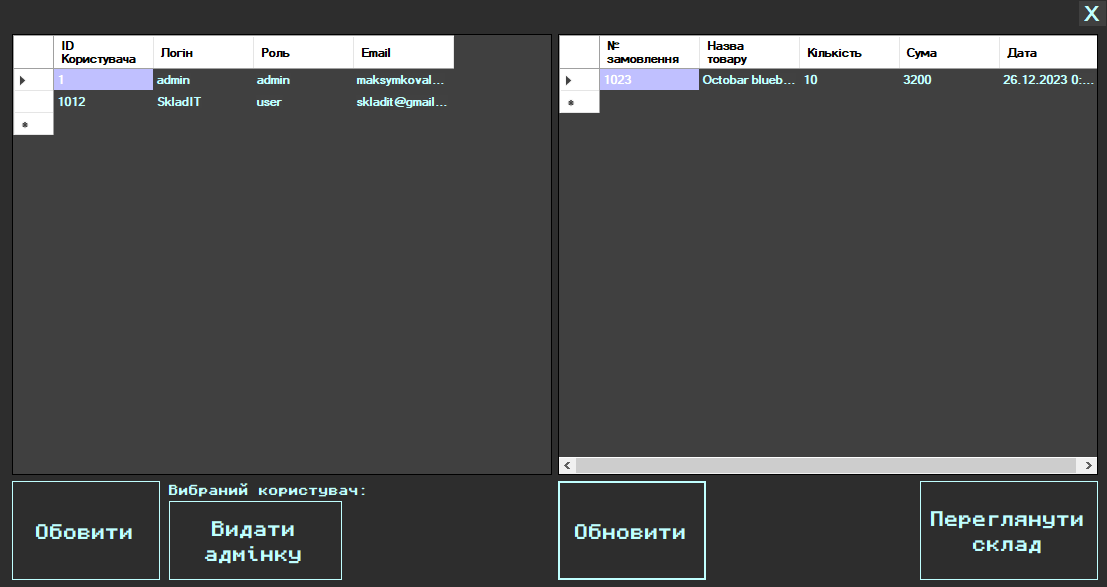 X
ID Користувача Логін Роль Email
1 admin admin maksymkoval...
1012 SkladIT user skladit@gmail...
№ замовлення Назва товару Кількість Сума Дата
1023 Octobar blueb... 10 3200 26.12.2023 0:...
Вибраний користувач:
Обовити
Видати
адмінку
Обновити
Переглянути
склад